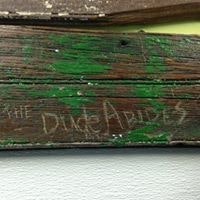 THE DUDE ABIDES